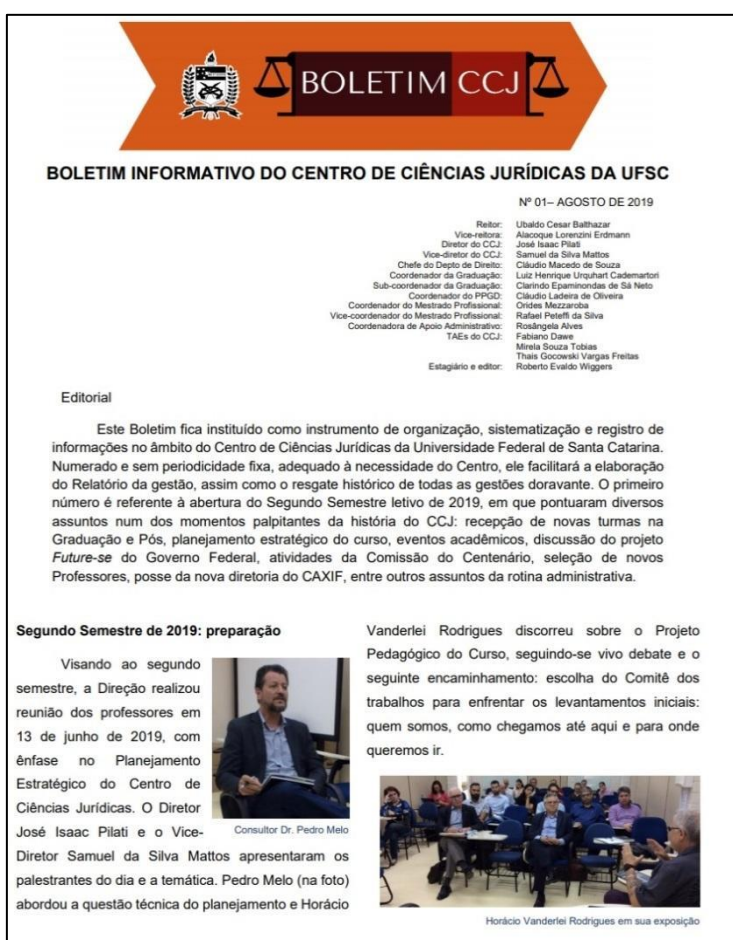 BOLETIM CCJ
BOLETIM INFORMATIVO DO CENTRO DE CIÊNCIAS JURÍDICAS DA UFSC
Nº 01– AGOSTO DE 2019
Reitor: Ubaldo Cesar Balthazar
Vice-reitora: Alacoque Lorenzini Erdmann
Diretor do CCJ: José Isaac Pilati
Vice-diretor do CCJ: Samuel da Silva Mattos
Chefe do Depto de Direito: Cláudio Macedo de Souza
Coordenador da Graduação: Luiz Henrique Urquhart Cademartori
Sub-coordenador da Graduação: Clarindo Epaminondas de Sá Neto
Coordenador do PPGD: Cláudio Ladeira de Oliveira
Coordenador do Mestrado Profissional: Orides Mezzaroba
Vice-coordenador do Mestrado Profissional: Rafael Peteffi da Silva
Coordenadora de Apoio Administrativo: Rosângela Alves
TAEs do CCJ: Fabiano Dawe
Mirela Souza Tobias
Thais Gocowski Vargas Freitas
Estagiário e editor: Roberto Evaldo Wiggers
Editorial
Este Boletim fica instituído como instrumento de organização, sistematização e registro de
informações no âmbito do Centro de Ciências Jurídicas da Universidade Federal de Santa Catarina.
Numerado e sem periodicidade fixa, adequado à necessidade do Centro, ele facilitará a elaboração
do Relatório da gestão, assim como o resgate histórico de todas as gestões doravante. O primeiro
número é referente à abertura do Segundo Semestre letivo de 2019, em que pontuaram diversos
assuntos num dos momentos palpitantes da história do CCJ: recepção de novas turmas na
Graduação e Pós, planejamento estratégico do curso, eventos acadêmicos, discussão do projeto
Future-se do Governo Federal, atividades da Comissão do Centenário, seleção de novos
Professores, posse da nova diretoria do CAXIF, entre outros assuntos da rotina administrativa.
Segundo Semestre de 2019: preparação
Visando ao segundo
semestre, a Direção realizou
reunião dos professores em
13 de junho de 2019, com
ênfase no Planejamento
Estratégico do Centro de
Ciências Jurídicas. O Diretor
José Isaac Pilati e o Vice-
Consultor Dr. Pedro Melo
Diretor Samuel da Silva Mattos apresentaram os
palestrantes do dia e a temática. Pedro Melo (na foto)
abordou a questão técnica do planejamento e Horácio
Vanderlei Rodrigues discorreu sobre o Projeto
Pedagógico do Curso, seguindo-se vivo debate e o
seguinte encaminhamento: escolha do Comitê dos
trabalhos para enfrentar os levantamentos iniciais:
quem somos, como chegamos até aqui e para onde
queremos ir.
Horácio Vanderlei Rodrigues em sua exposição